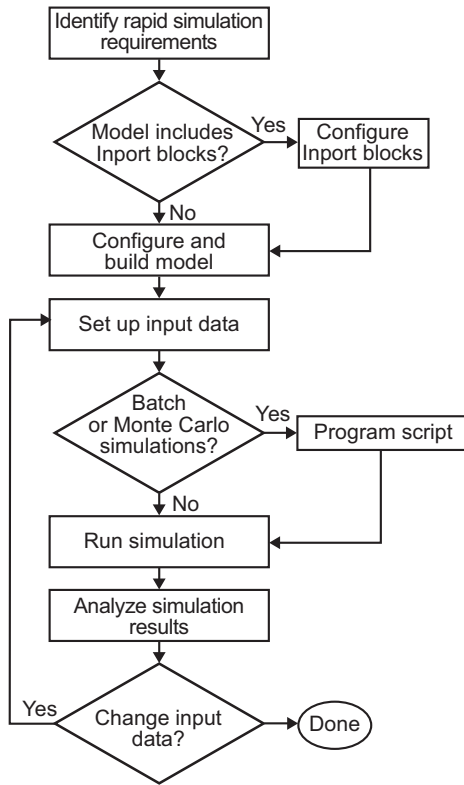 Identify rapid simulation
requirements
Model includes
Inport blocks?
Yes
Configure
Inport blocks
No
Configure and
build model
Set up input data
Batch
or Monte Carlo
simulations?
Yes
Program script
No
Run simulation
Analyze simulation
results
Yes
Change input
data?
Done